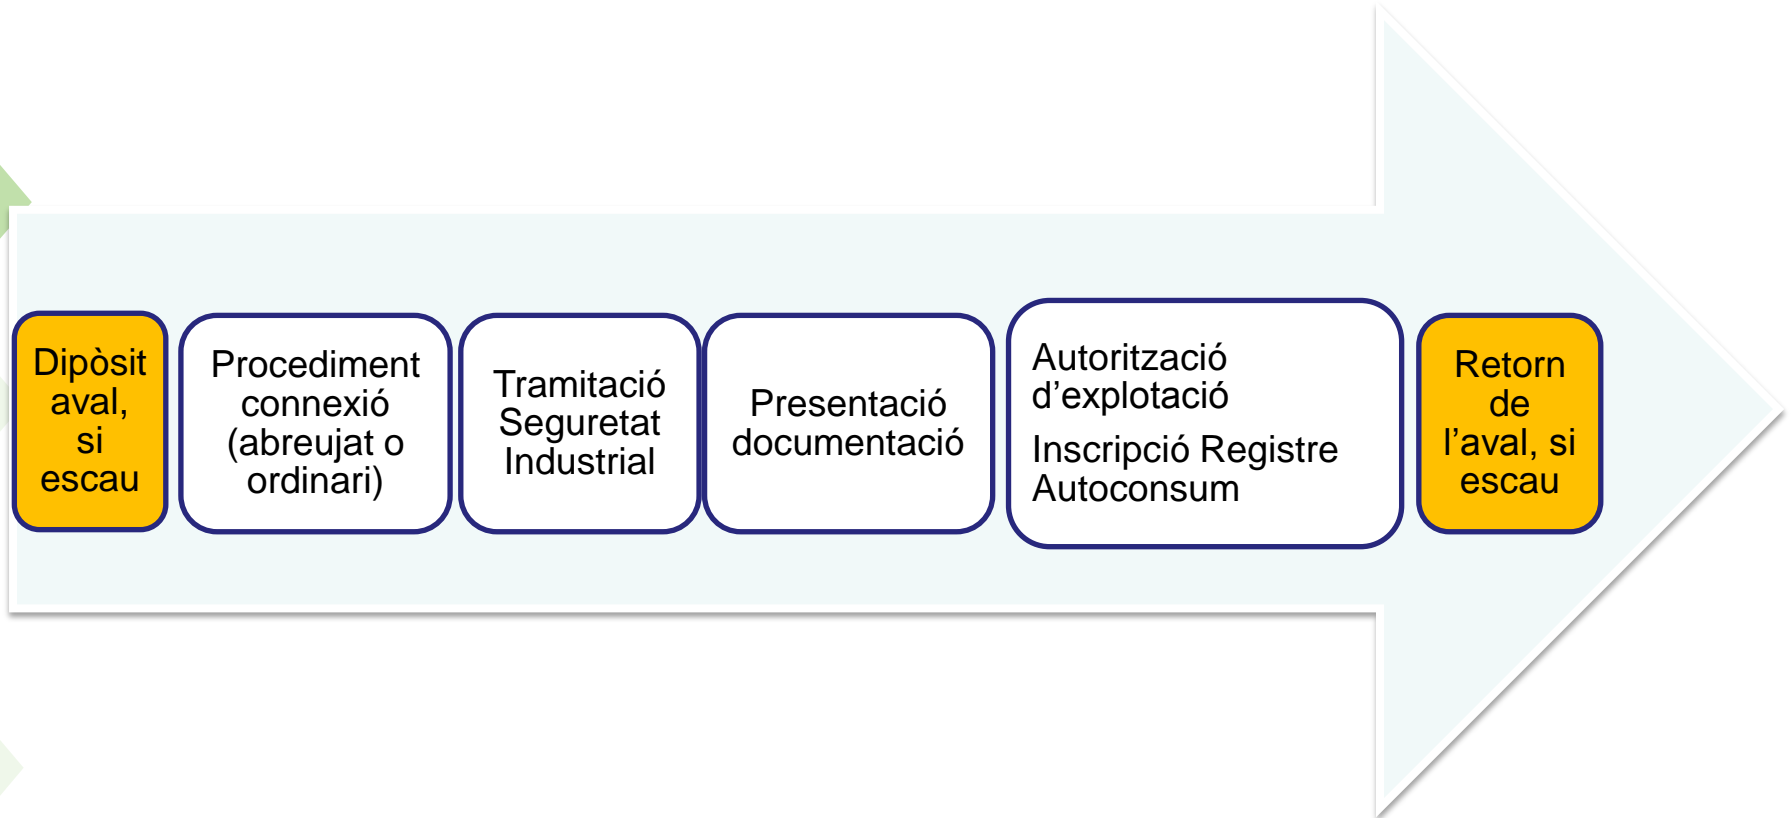 Dipòsit
aval,
si
escau
Procediment
connexió
(abreujat o
ordinari)
Tramitació
Seguretat
Industrial
Presentació
documentació
Autorització
d’explotació
Inscripció Registre
Autoconsum
Retorn
de
l’aval, si
escau